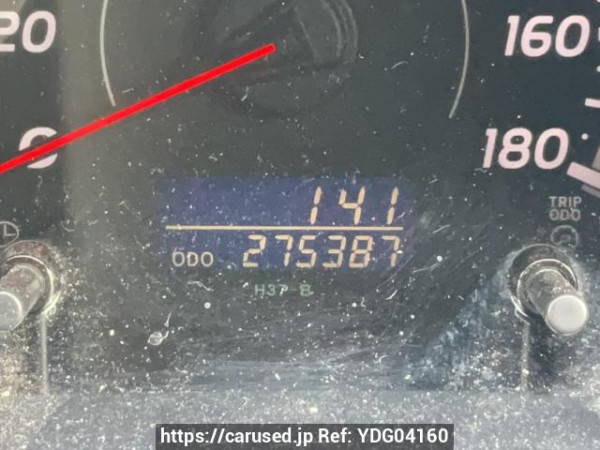 20
160
0
180
141
TRIP
ODO
ODO 275387
H37-B
https://carused.jp Ref: YDG04160